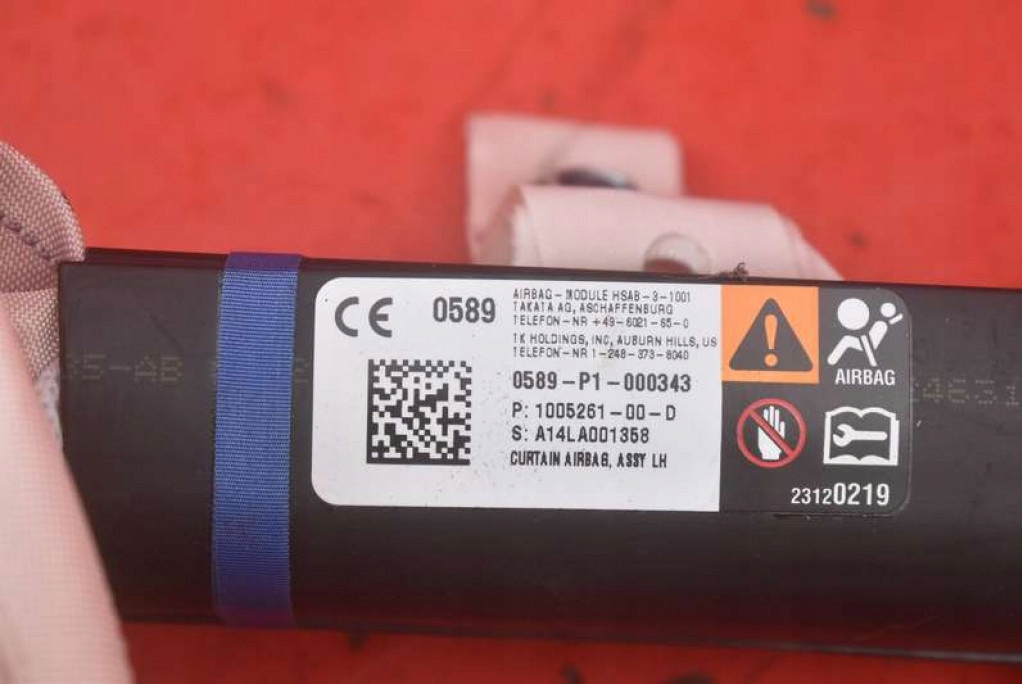 CE 0589
AIRBAG - MODULE HSAB-3-1001
TAKATA AG, ASCHAFFENBURG
TELEFON-NR +49-6021-65-0
TK HOLDINGS, INC, AUBURN HILLS, US
TELEFON-NR 1-248-373-8040
0589-P1-000343
P: 1005261-00-D
S: A14LA001358
CURTAIN AIRBAG, ASSY LH
AIRBAG
23120219
35-AB